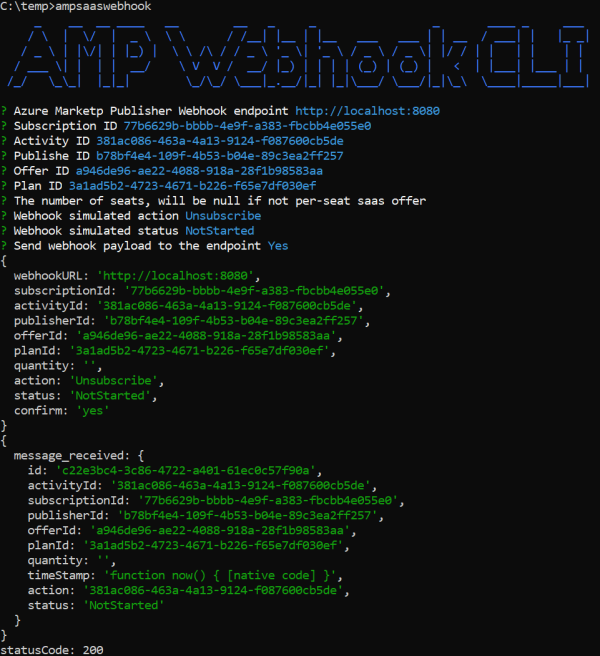 C:\temp>ampsaaswebhook
AMP WebhookCLI
? Azure Marketp Publisher Webhook endpoint http://localhost:8080
? Subscription ID 77b6629b-bbbb-4e9f-a383-fbcbb4e055e0
? Activity ID 381ac086-463a-4a13-9124-f087600cb5de
? Publishe ID b78bf4e4-109f-4b53-b04e-89c3ea2ff257
? Offer ID a946de96-ae22-4088-918a-28f1b98583aa
? Plan ID 3a1ad5b2-4723-4671-b226-f65e7df030ef
? The number of seats, will be null if not per-seat saas offer
? Webhook simulated action Unsubscribe
? Webhook simulated status NotStarted
? Send webhook payload to the endpoint Yes
{
  webhookURL: 'http://localhost:8080',
  subscriptionId: '77b6629b-bbbb-4e9f-a383-fbcbb4e055e0',
  activityId: '381ac086-463a-4a13-9124-f087600cb5de',
  publisherId: 'b78bf4e4-109f-4b53-b04e-89c3ea2ff257',
  offerId: 'a946de96-ae22-4088-918a-28f1b98583aa',
  planId: '3a1ad5b2-4723-4671-b226-f65e7df030ef',
  quantity: '',
  action: 'Unsubscribe',
  status: 'NotStarted',
  confirm: 'yes'
}
{
  message_received: {
    id: 'c22e3bc4-3c86-4722-a401-61ec0c57f90a',
    activityId: '381ac086-463a-4a13-9124-f087600cb5de',
    subscriptionId: '77b6629b-bbbb-4e9f-a383-fbcbb4e055e0',
    publisherId: 'b78bf4e4-109f-4b53-b04e-89c3ea2ff257',
    offerId: 'a946de96-ae22-4088-918a-28f1b98583aa',
    planId: '3a1ad5b2-4723-4671-b226-f65e7df030ef',
    quantity: '',
    timeStamp: 'function now() { [native code] }',
    action: '381ac086-463a-4a13-9124-f087600cb5de',
    status: 'NotStarted'
  }
}
statusCode: 200